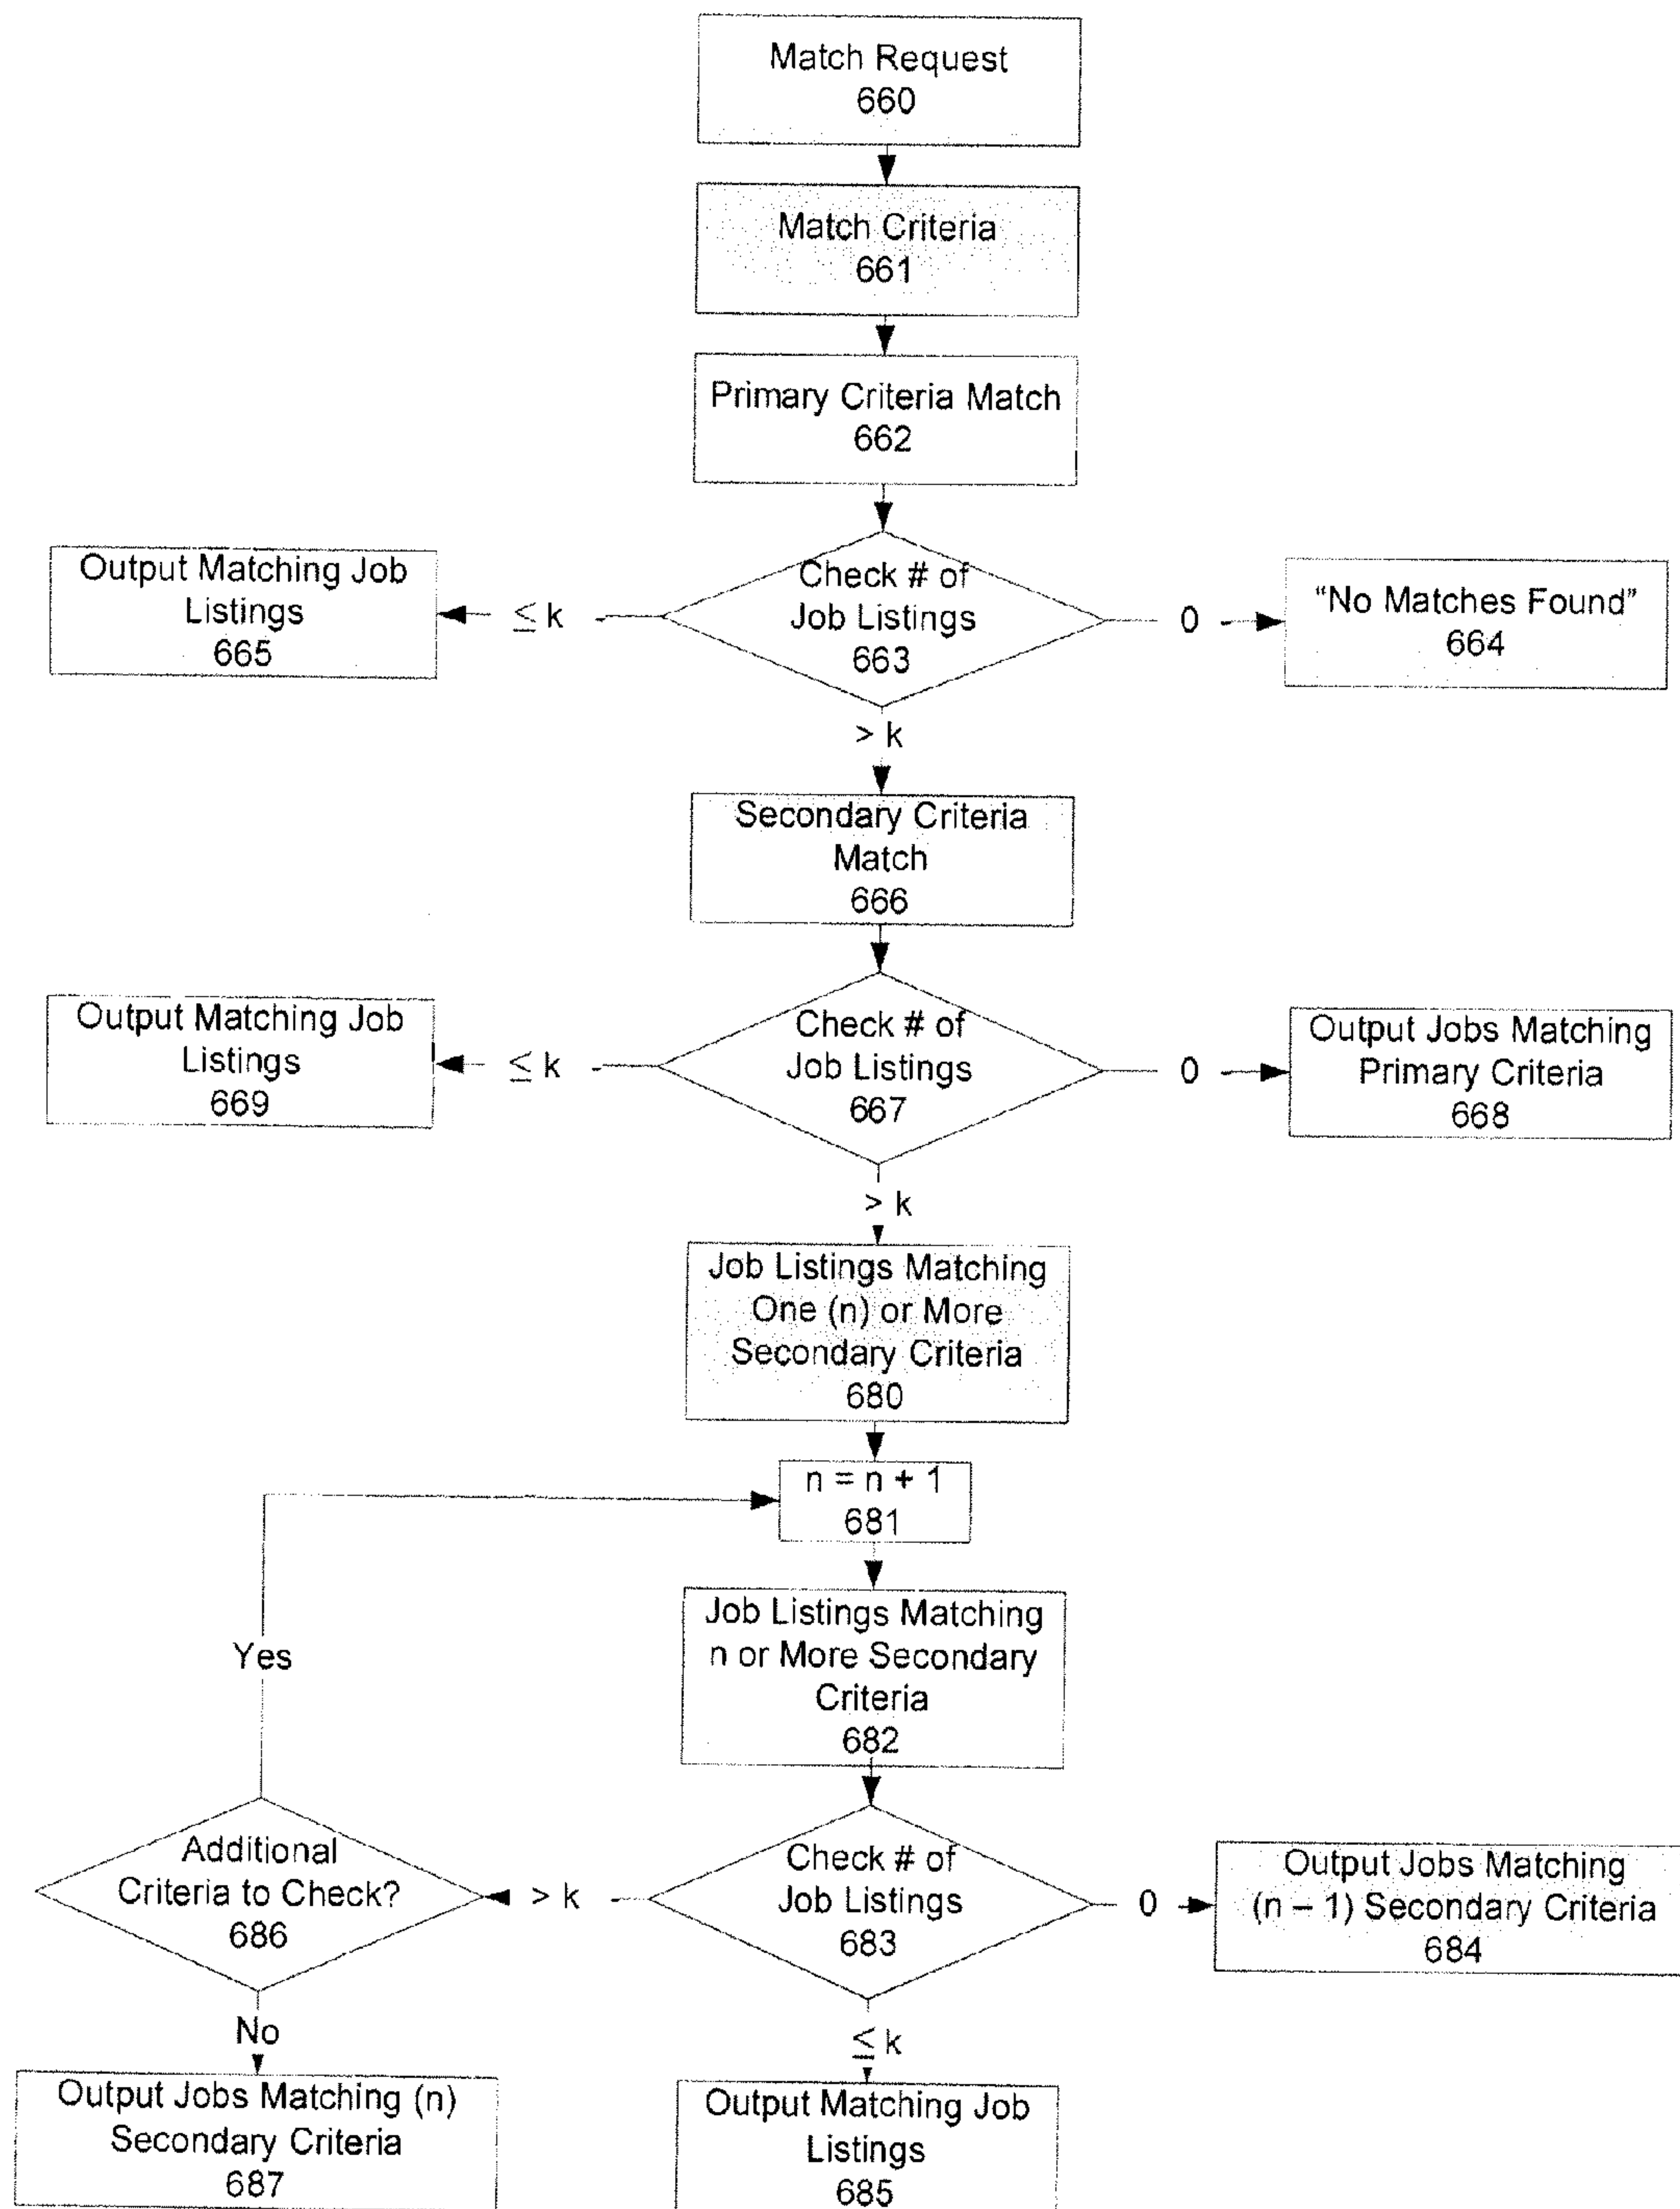 Match Request
660
Match Criteria
661
Primary Criteria Match
662
Check # of
Job Listings
663
≤ k
Output Matching Job
Listings
665
0
“No Matches Found”
664
> k
Secondary Criteria
Match
666
Check # of
Job Listings
667
≤ k
Output Matching Job
Listings
669
0
Output Jobs Matching
Primary Criteria
668
> k
Job Listings Matching
One (n) or More
Secondary Criteria
680
n = n + 1
681
Job Listings Matching
n or More Secondary
Criteria
682
Check # of
Job Listings
683
0
Output Jobs Matching
(n – 1) Secondary Criteria
684
> k
Additional
Criteria to Check?
686
Yes
No
Output Jobs Matching (n)
Secondary Criteria
687
≤ k
Output Matching Job
Listings
685